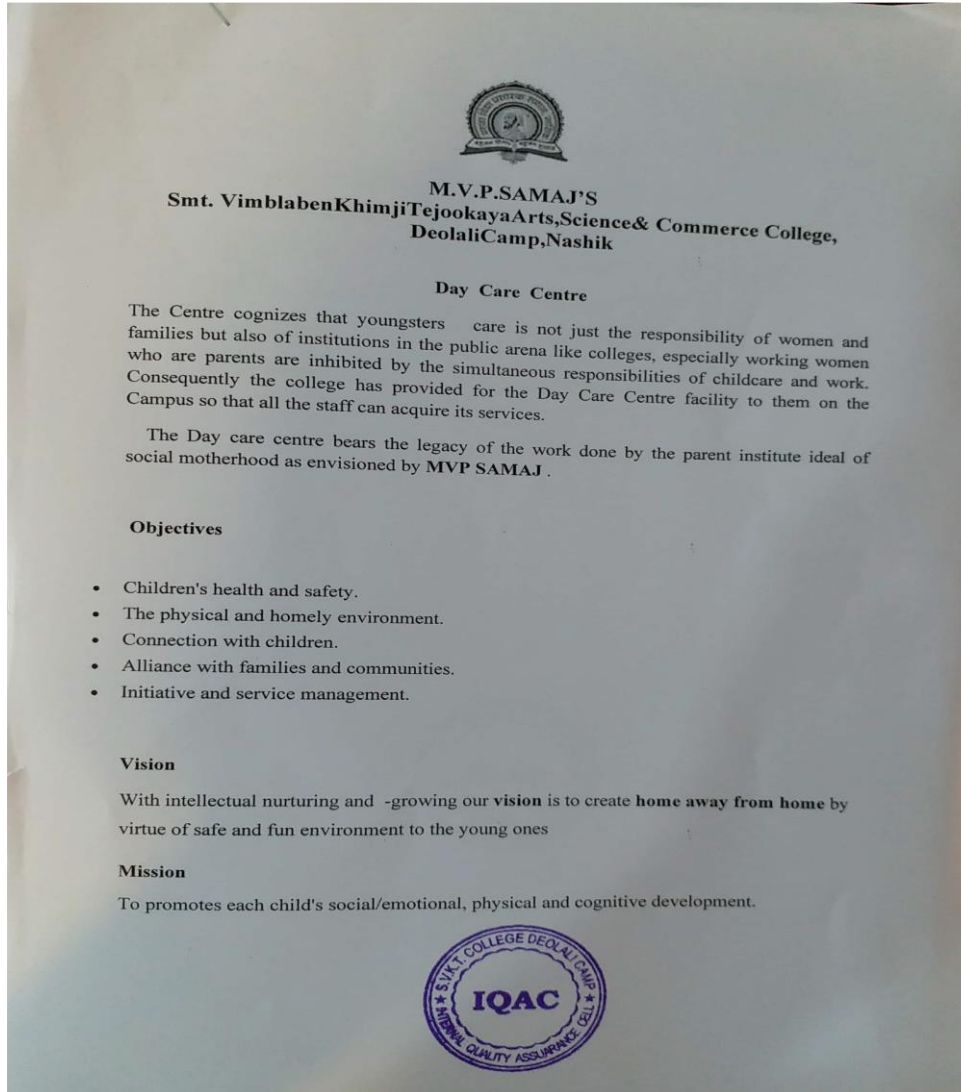 M.V.P.SAMAJ'S
Smt. VimblabenKhimjiTejookayaArts,Science& Commerce College,
DeolaliCamp,Nashik
Day Care Centre
The Centre cognizes that youngsters care is not just the responsibility of women and
families but also of institutions in the public arena like colleges, especially working women
who are parents are inhibited by the simultaneous responsibilities of childcare and work.
Consequently the college has provided for the Day Care Centre facility to them on the
Campus so that all the staff can acquire its services.
The Day care centre bears the legacy of the work done by the parent institute ideal of
social motherhood as envisioned by MVP SAMAJ .
Objectives
• Children's health and safety.
• The physical and homely environment.
• Connection with children.
• Alliance with families and communities.
• Initiative and service management.
Vision
With intellectual nurturing and -growing our vision is to create home away from home by
virtue of safe and fun environment to the young ones
Mission
To promotes each child's social/emotional, physical and cognitive development.
S.V.K.T. COLLEGE DEOLALI CAMP
IQAC
INTERNAL QUALITY ASSUARANCE CELL